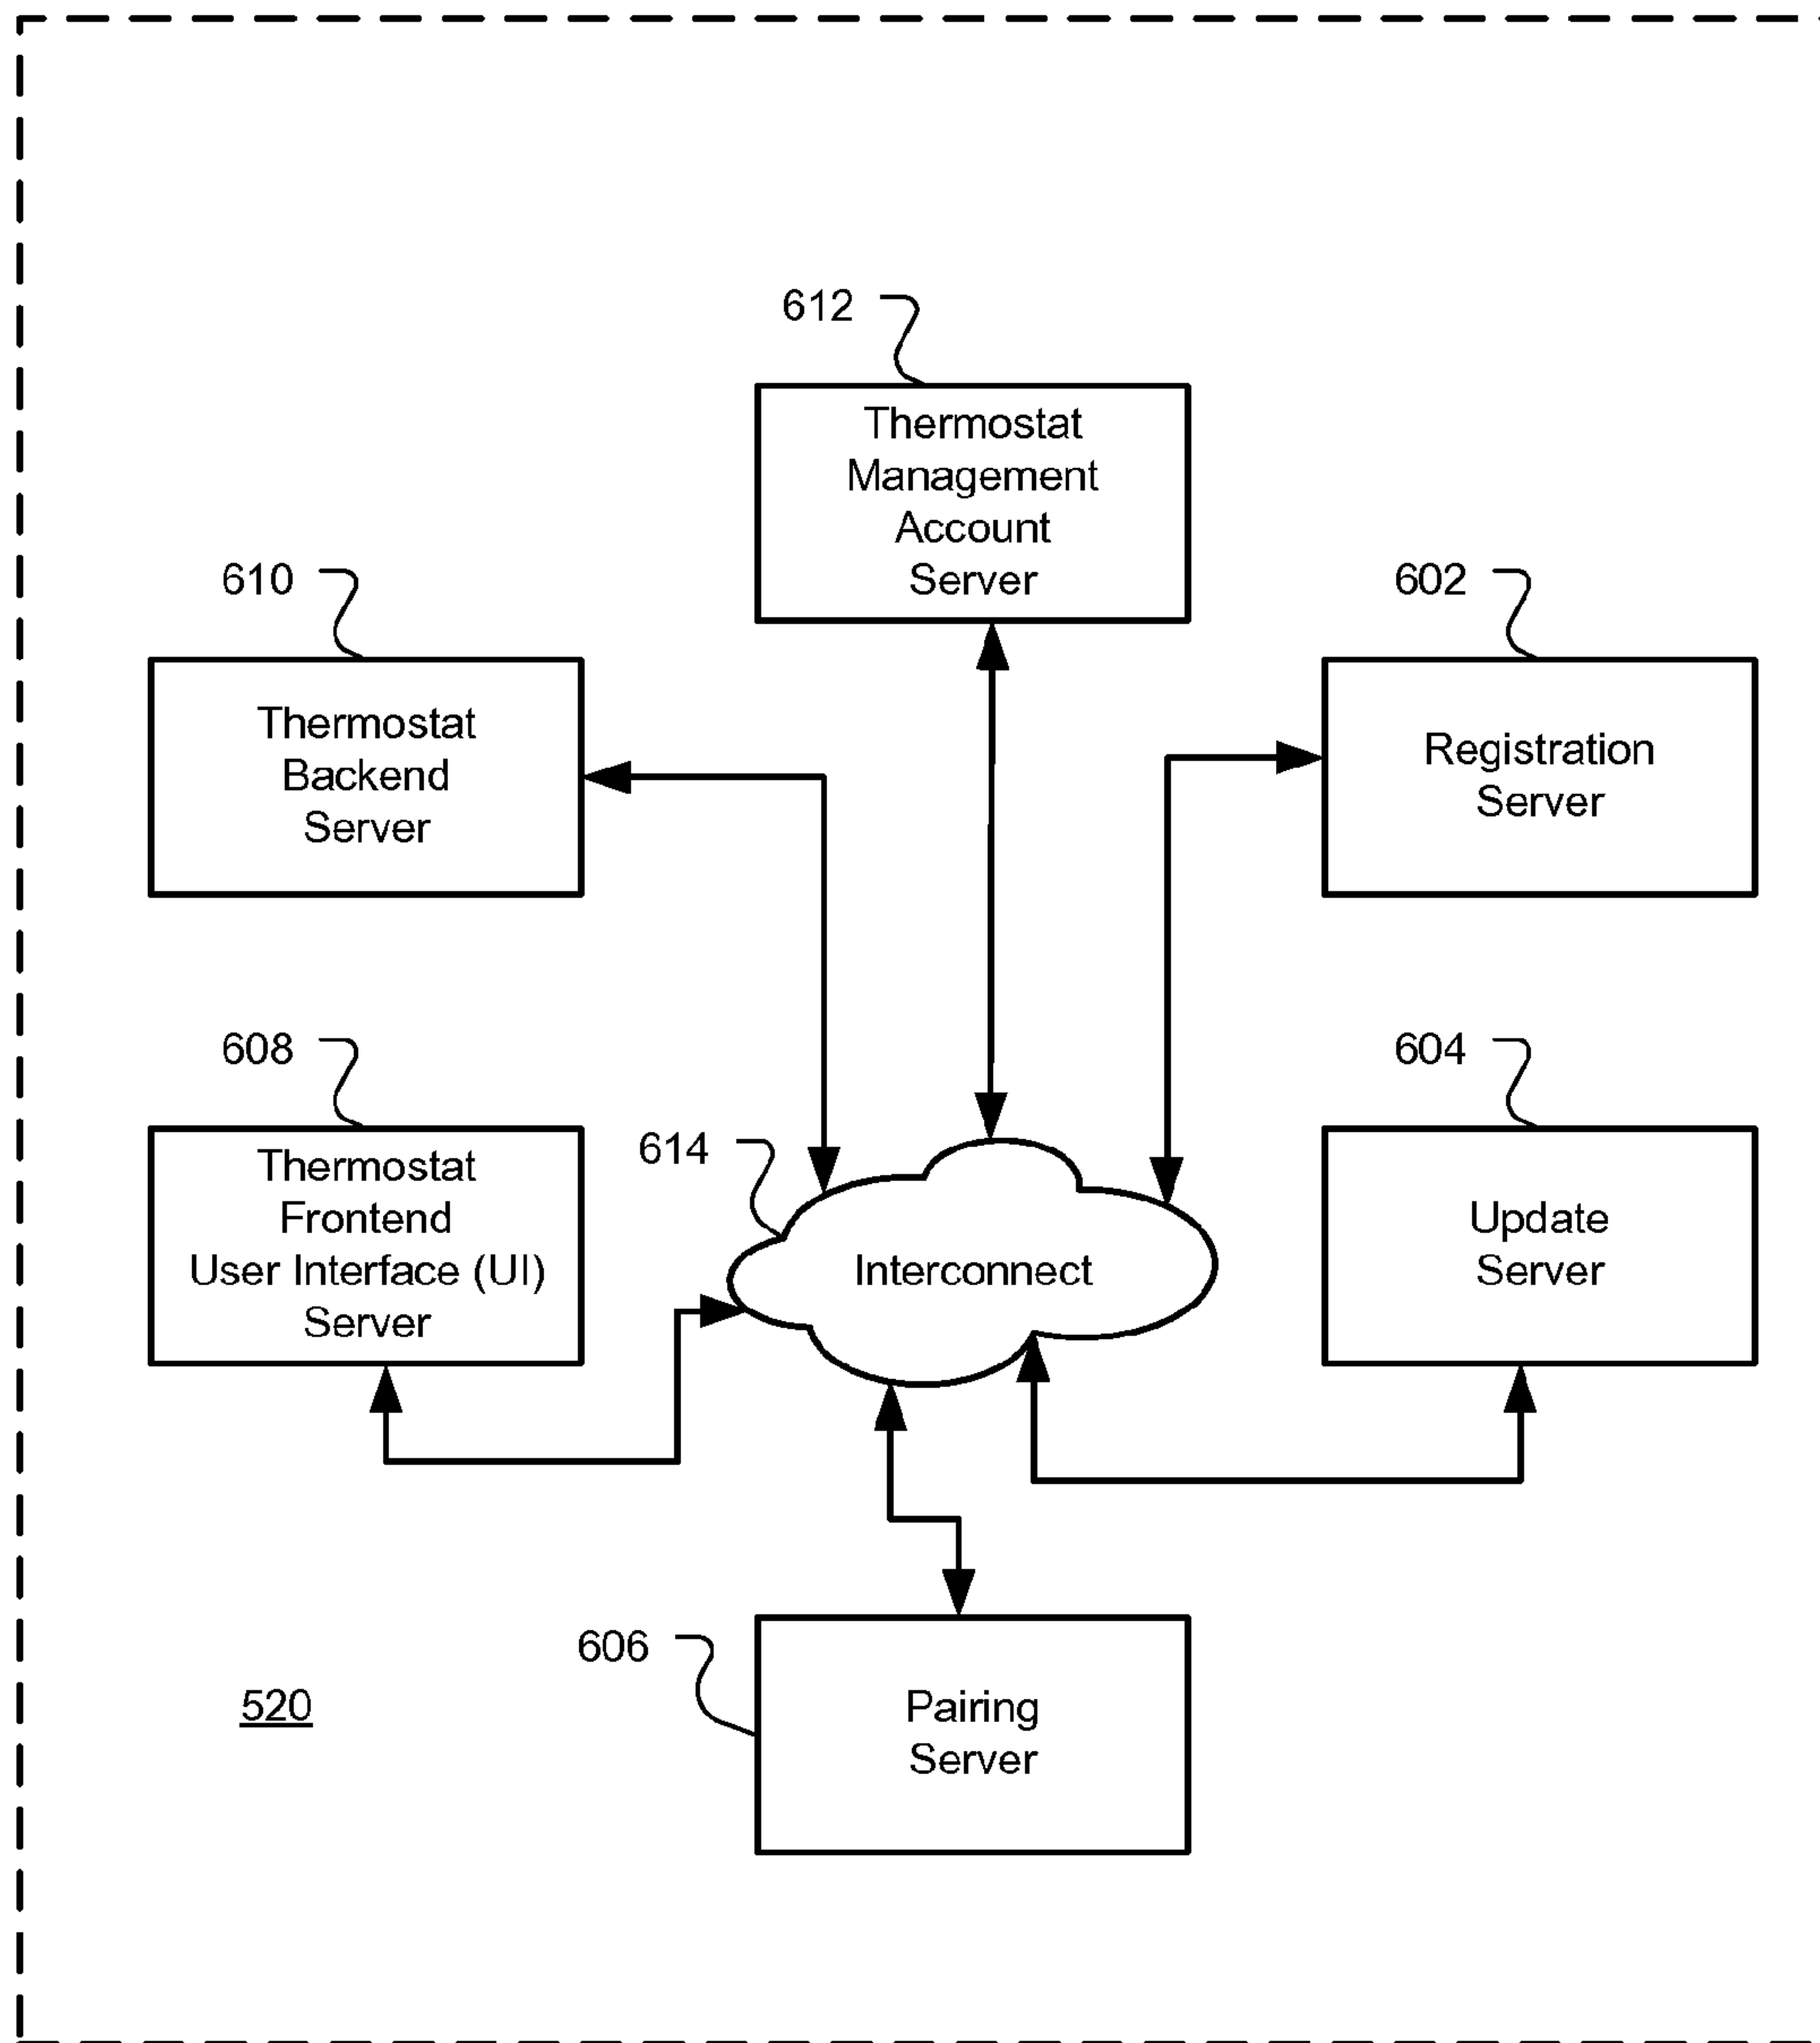 612
Thermostat
Management
Account
Server
610
Thermostat
Backend
Server
602
Registration
Server
608
Thermostat
Frontend
User Interface (UI)
Server
614
Interconnect
604
Update
Server
606
Pairing
Server
520